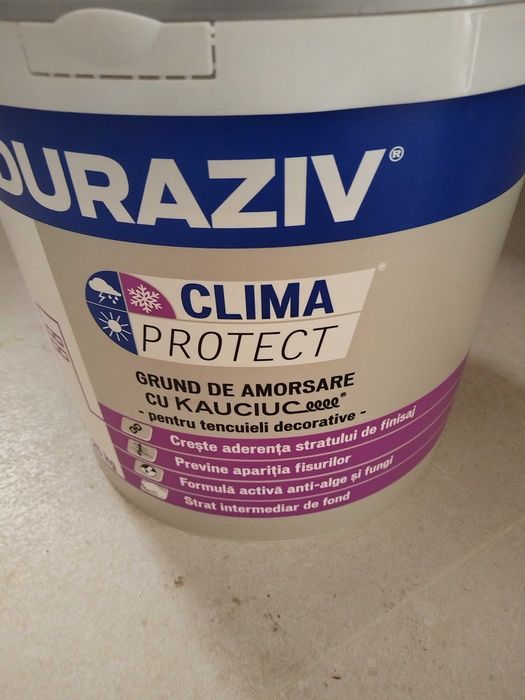 DURAZIV®
CLIMA
PROTECT
GRUND DE AMORSARE
CU KAUCIUC®
- pentru tencuieli decorative -
Crește aderența stratului de finisaj
Previne apariția fisurilor
Formulă activă anti-alge și fungi
Strat intermediar de fond